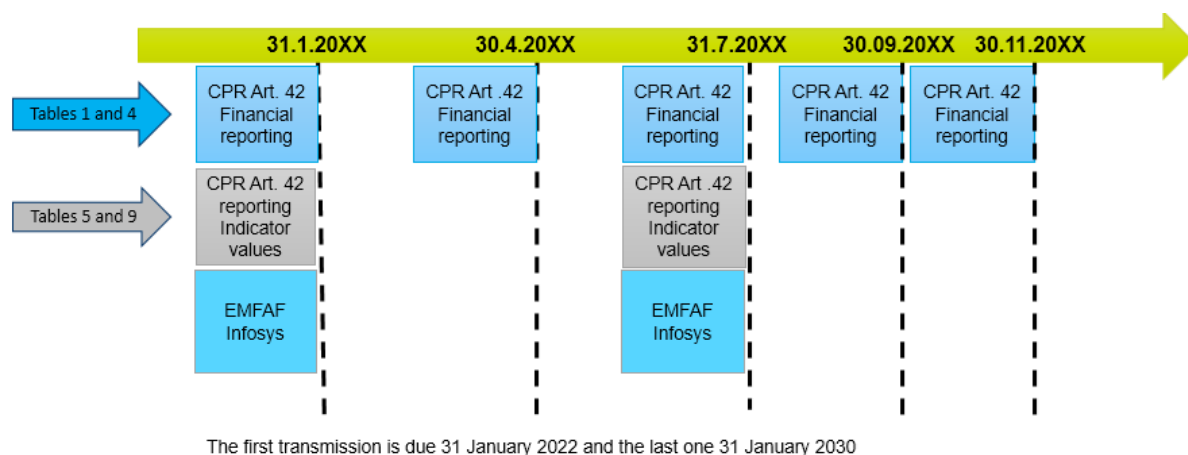 31.1.20XX
30.4.20XX
31.7.20XX
30.09.20XX
30.11.20XX
Tables 1 and 4
CPR Art. 42
Financial
reporting
CPR Art .42
Financial
reporting
CPR Art. 42
Financial
reporting
CPR Art. 42
Financial
reporting
CPR Art. 42
Financial
reporting
Tables 5 and 9
CPR Art. 42
reporting
Indicator
values
CPR Art .42
reporting
Indicator
values
EMFAF
Infosys
EMFAF
Infosys
The first transmission is due 31 January 2022 and the last one 31 January 2030